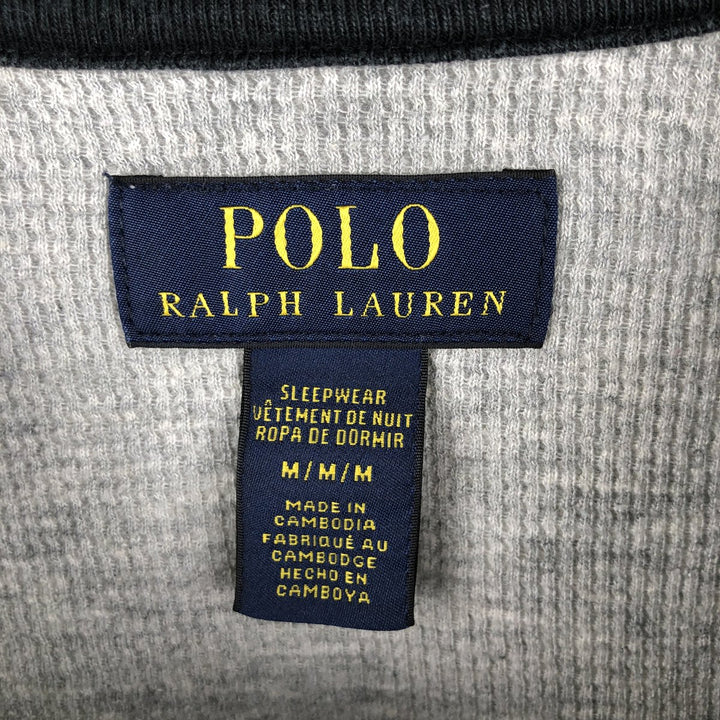 POLO
RALPH LAUREN
SLEEPWEAR
VÊTEMENT DE NUIT
ROPA DE DORMIR
M/M/M
MADE IN
CAMBODIA
FABRIQUÉ AU
CAMBODGE
HECHO EN
CAMBOYA